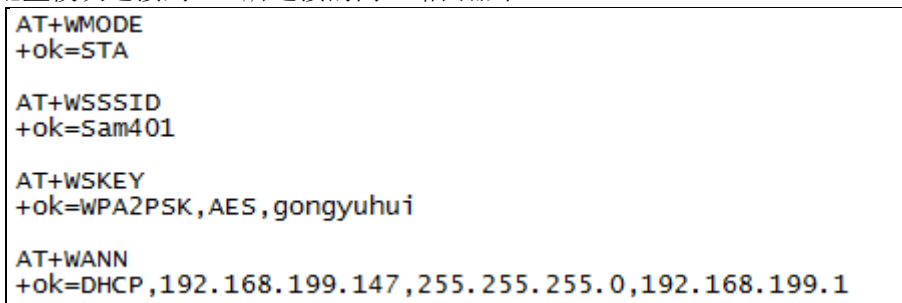 AT+WMODE
+ok=STA
AT+WSSSID
+ok=Sam401
AT+WSKEY
+ok=WPA2PSK,AES,gongyuhui
AT+WANN
+ok=DHCP,192.168.199.147,255.255.255.0,192.168.199.1